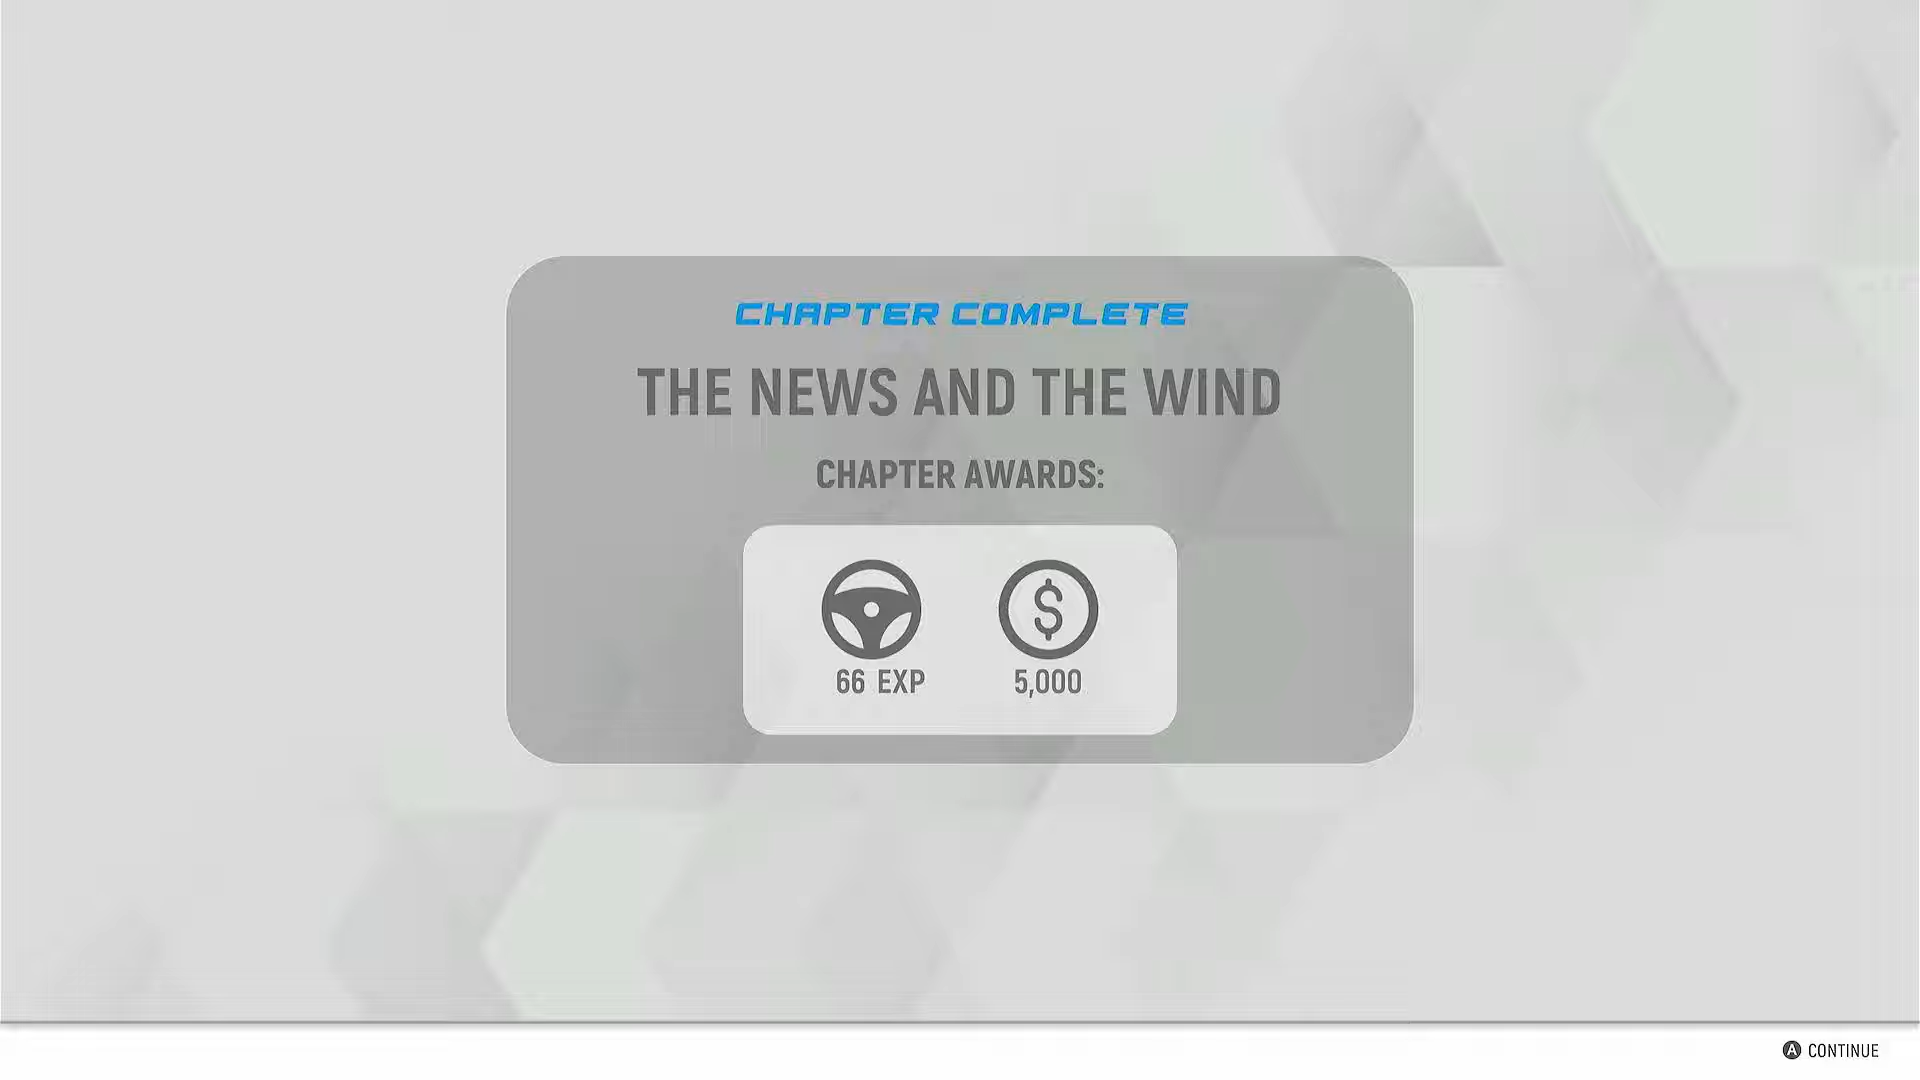 CHAPTER COMPLETE
THE NEWS AND THE WIND
CHAPTER AWARDS:
$
66 EXP
5,000
A CONTINUE